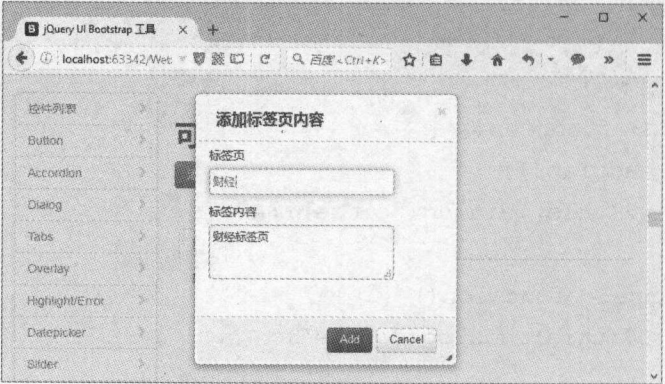 jQuery UI Bootstrap 工具
localhost:63342/Web
百度 <Ctrl+K>
控件列表
Button
Accordion
Dialog
Tabs
Overlay
Highlight/Error
Datepicker
Slider
可
添加标签页内容
标签页
财经
标签内容
财经标签页
Add
Cancel